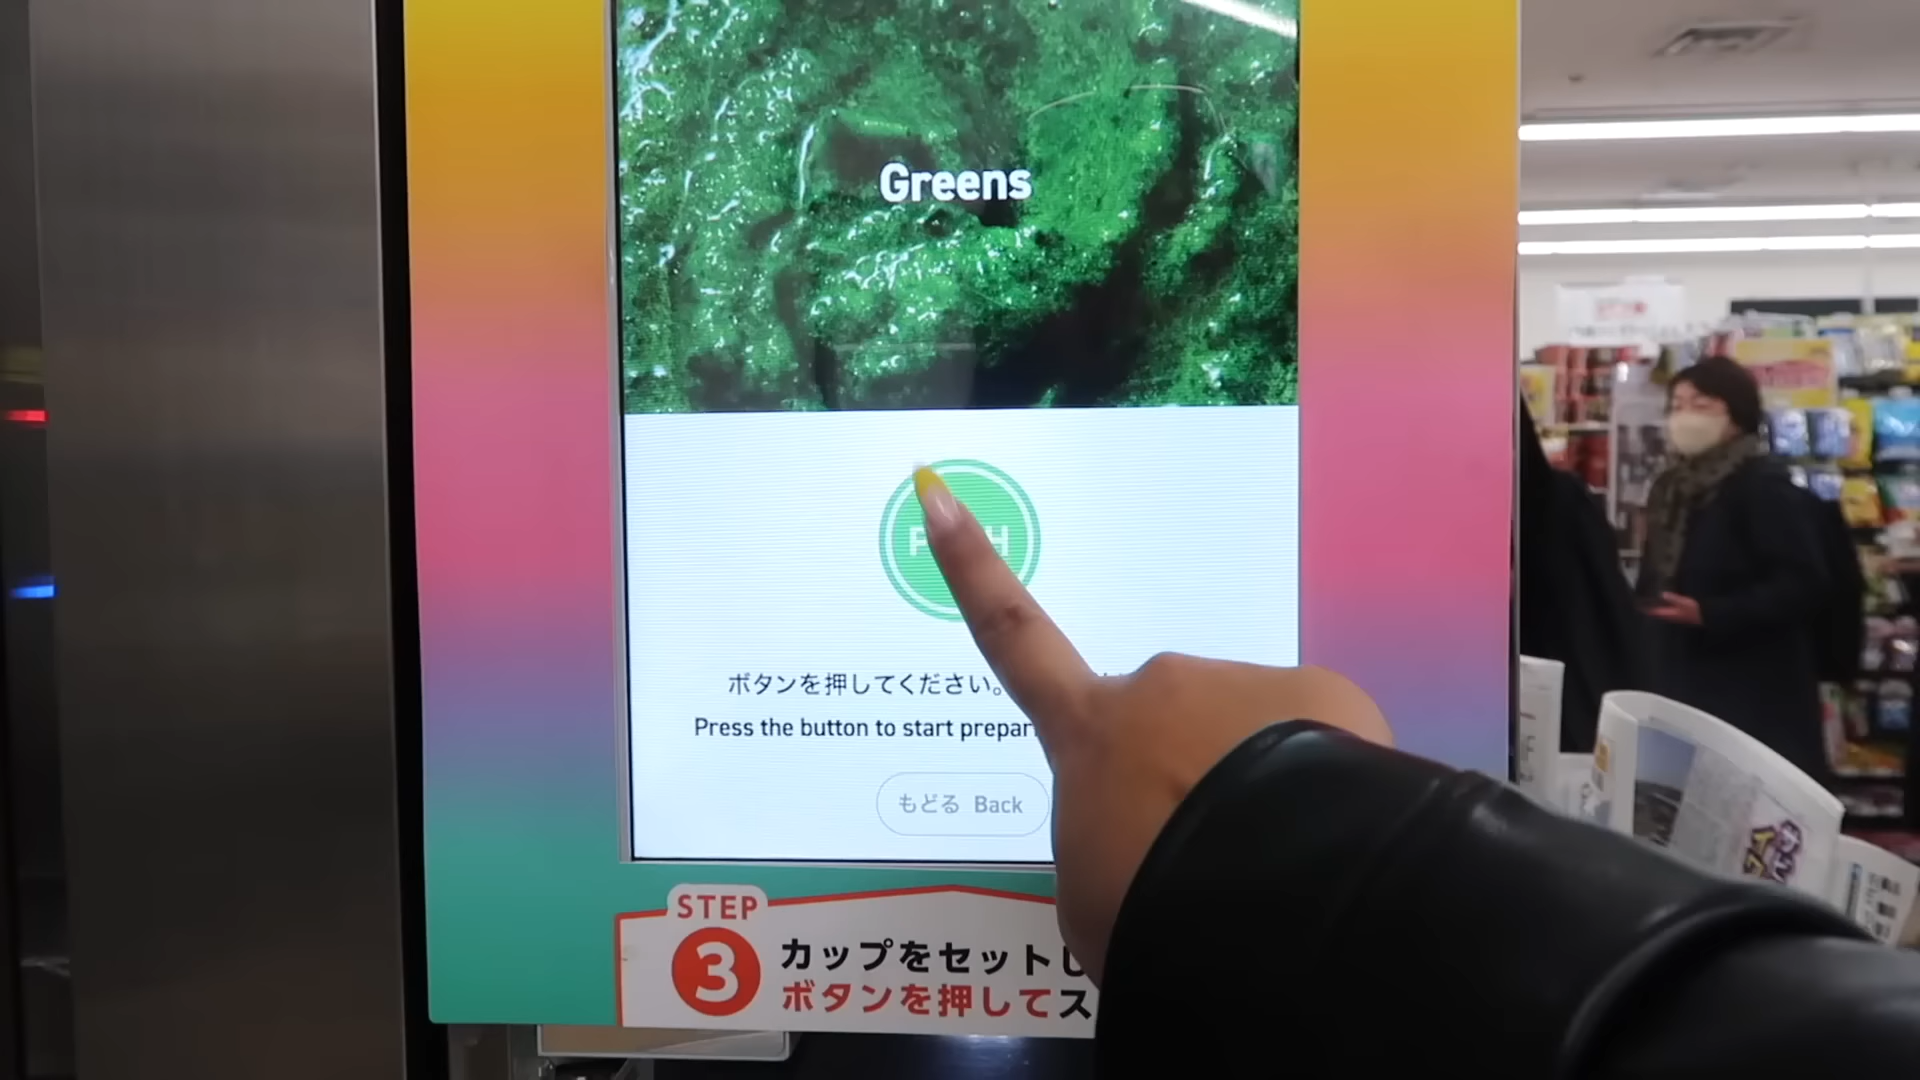 Greens
ボタンを押してください。
Press the button to start
もどる Back
STEP
3
カップをセットし
ボタンを押してス